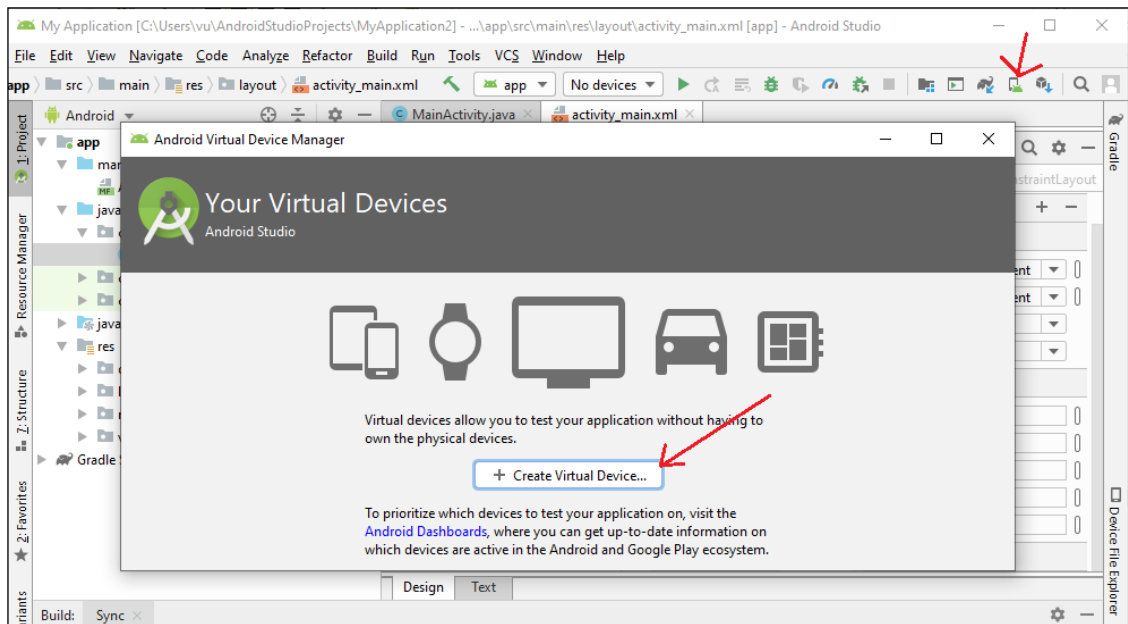 My Application [C:\Users\vu\AndroidStudioProjects\MyApplication2] - ...\app\src\main\res\layout\activity_main.xml [app] - Android Studio
File Edit View Navigate Code Analyze Refactor Build Run Tools VCS Window Help
app src main res layout activity_main.xml app No devices
1: Project
Resource Manager
Z: Structure
2: Favorites
Android
MainActivity.java
activity_main.xml
app
java
java
res
Gradle
Android Virtual Device Manager
Your Virtual Devices
Android Studio
Virtual devices allow you to test your application without having to
own the physical devices.
+ Create Virtual Device...
To prioritize which devices to test your application on, visit the
Android Dashboards, where you can get up-to-date information on
which devices are active in the Android and Google Play ecosystem.
Gradle
Device File Explorer
Design Text
Build: Sync